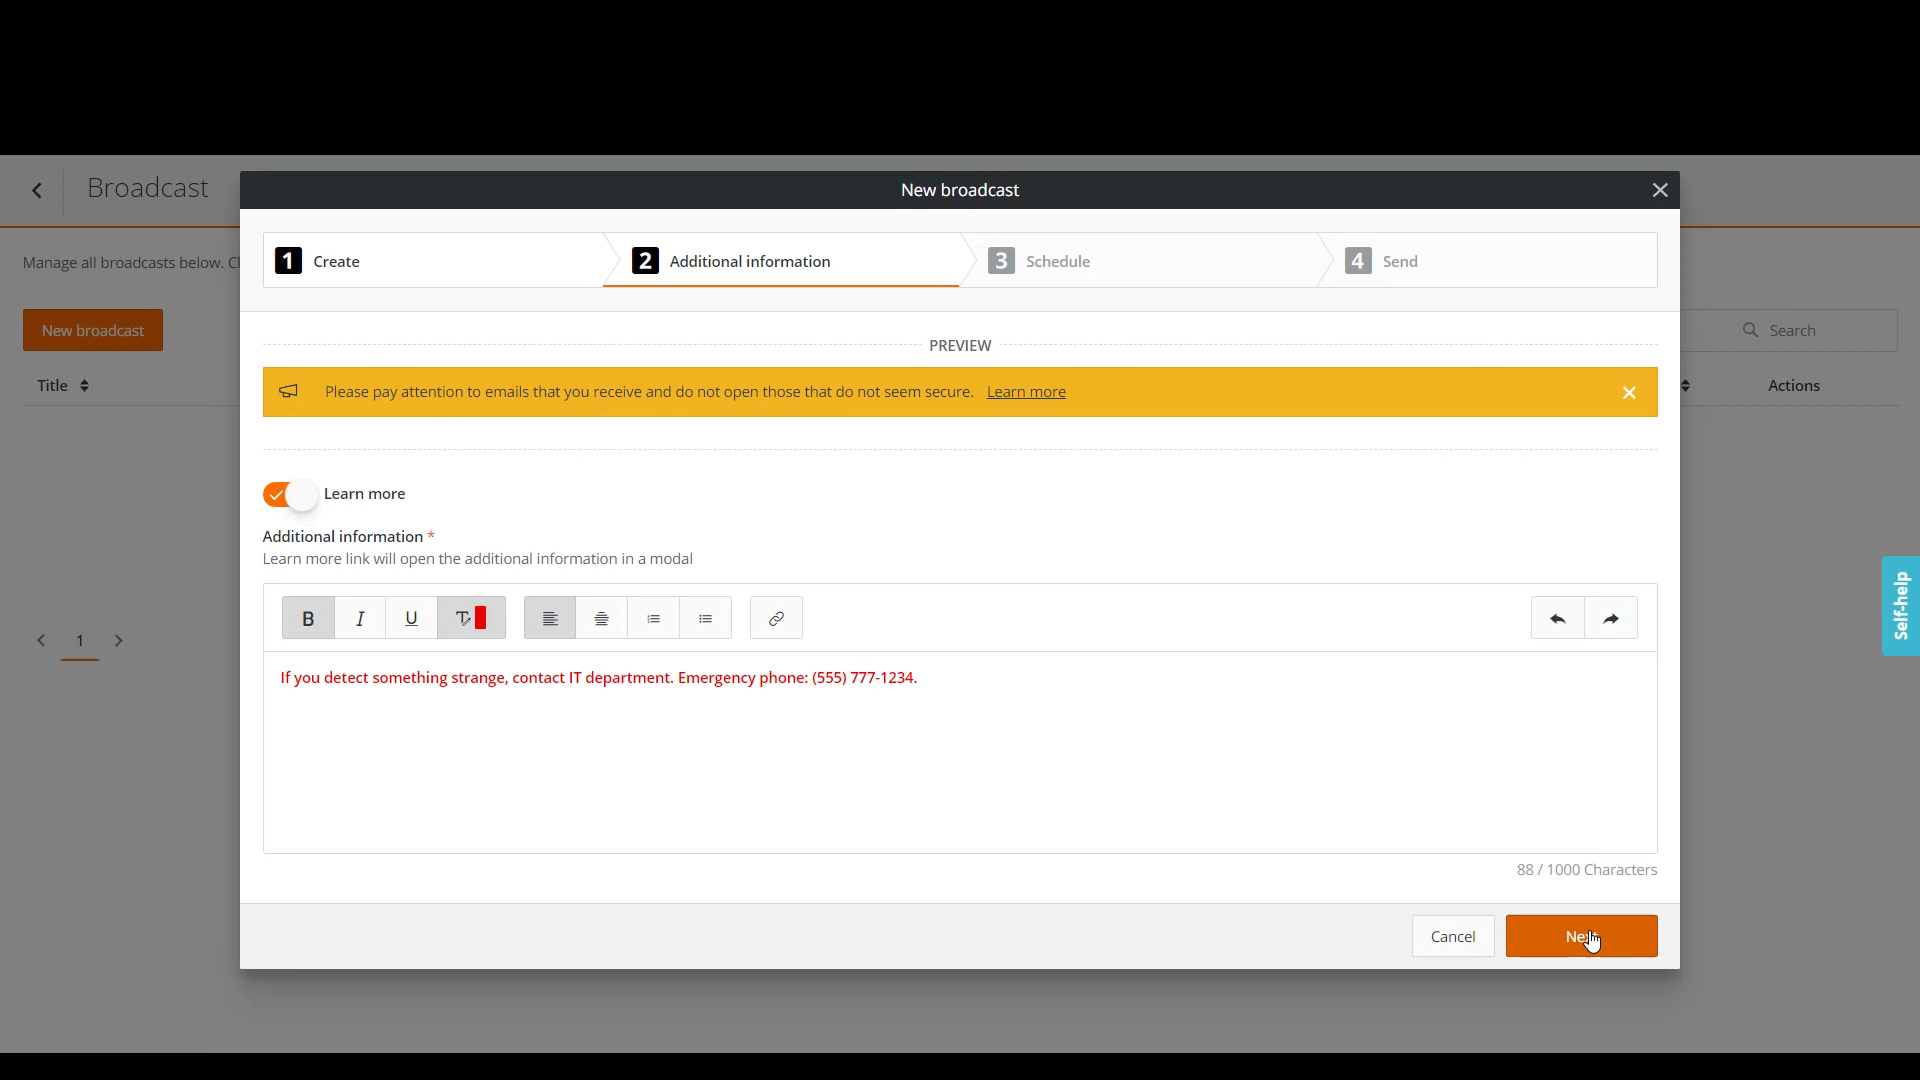 Broadcast
New broadcast
1 Create
2 Additional information
3 Schedule
4 Send
Manage all broadcasts below.
PREVIEW
New broadcast
Search
Please pay attention to emails that you receive and do not open those that do not seem secure. Learn more
Title
Actions
Learn more
Additional information *
Learn more link will open the additional information in a modal
B I U T
1
If you detect something strange, contact IT department. Emergency phone: (555) 777-1234.
Self-help
88 / 1000 Characters
Cancel